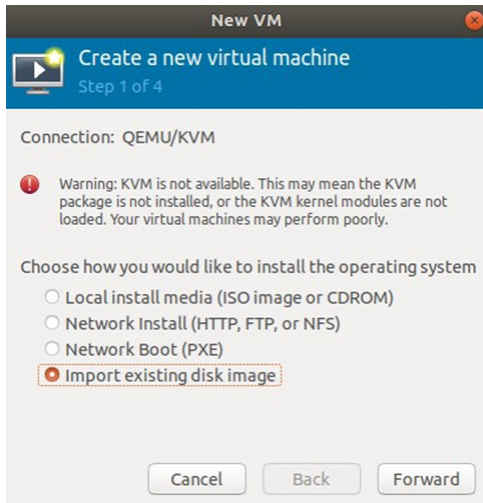 New VM
Create a new virtual machine
Step 1 of 4
Connection: QEMU/KVM
Warning: KVM is not available. This may mean the KVM
package is not installed, or the KVM kernel modules are not
loaded. Your virtual machines may perform poorly.
Choose how you would like to install the operating system
Local install media (ISO image or CDROM)
Network Install (HTTP, FTP, or NFS)
Network Boot (PXE)
Import existing disk image
Cancel
Back
Forward